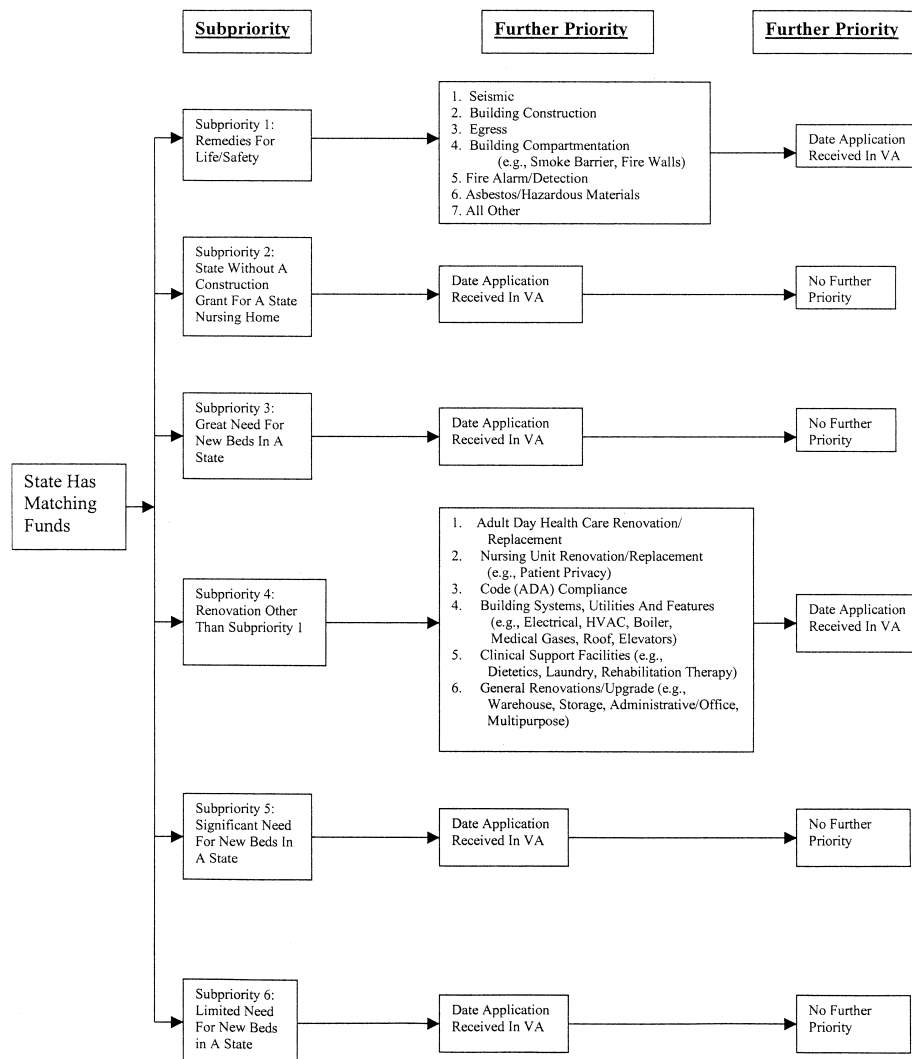 Subpriority
Further Priority
Further Priority
Subpriority 1:
Remedies For
Life/Safety
1. Seismic
2. Building Construction
3. Egress
4. Building Compartmentation
(e.g., Smoke Barrier, Fire Walls)
5. Fire Alarm/Detection
6. Asbestos/Hazardous Materials
7. All Other
Date Application
Received In VA
Subpriority 2:
State Without A
Construction
Grant For A State
Nursing Home
Date Application
Received In VA
No Further
Priority
Subpriority 3:
Great Need For
New Beds In A
State
Date Application
Received In VA
No Further
Priority
State Has
Matching
Funds
Subpriority 4:
Renovation Other
Than Subpriority 1
1. Adult Day Health Care Renovation/
Replacement
2. Nursing Unit Renovation/Replacement
(e.g., Patient Privacy)
3. Code (ADA) Compliance
4. Building Systems, Utilities And Features
(e.g., Electrical, HVAC, Boiler,
Medical Gases, Roof, Elevators)
5. Clinical Support Facilities (e.g.,
Dietetics, Laundry, Rehabilitation Therapy)
6. General Renovations/Upgrade (e.g.,
Warehouse, Storage, Administrative/Office,
Multipurpose)
Date Application
Received In VA
Subpriority 5:
Significant Need
For New Beds In
A State
Date Application
Received In VA
No Further
Priority
Subpriority 6:
Limited Need
For New Beds
in A State
Date Application
Received In VA
No Further
Priority